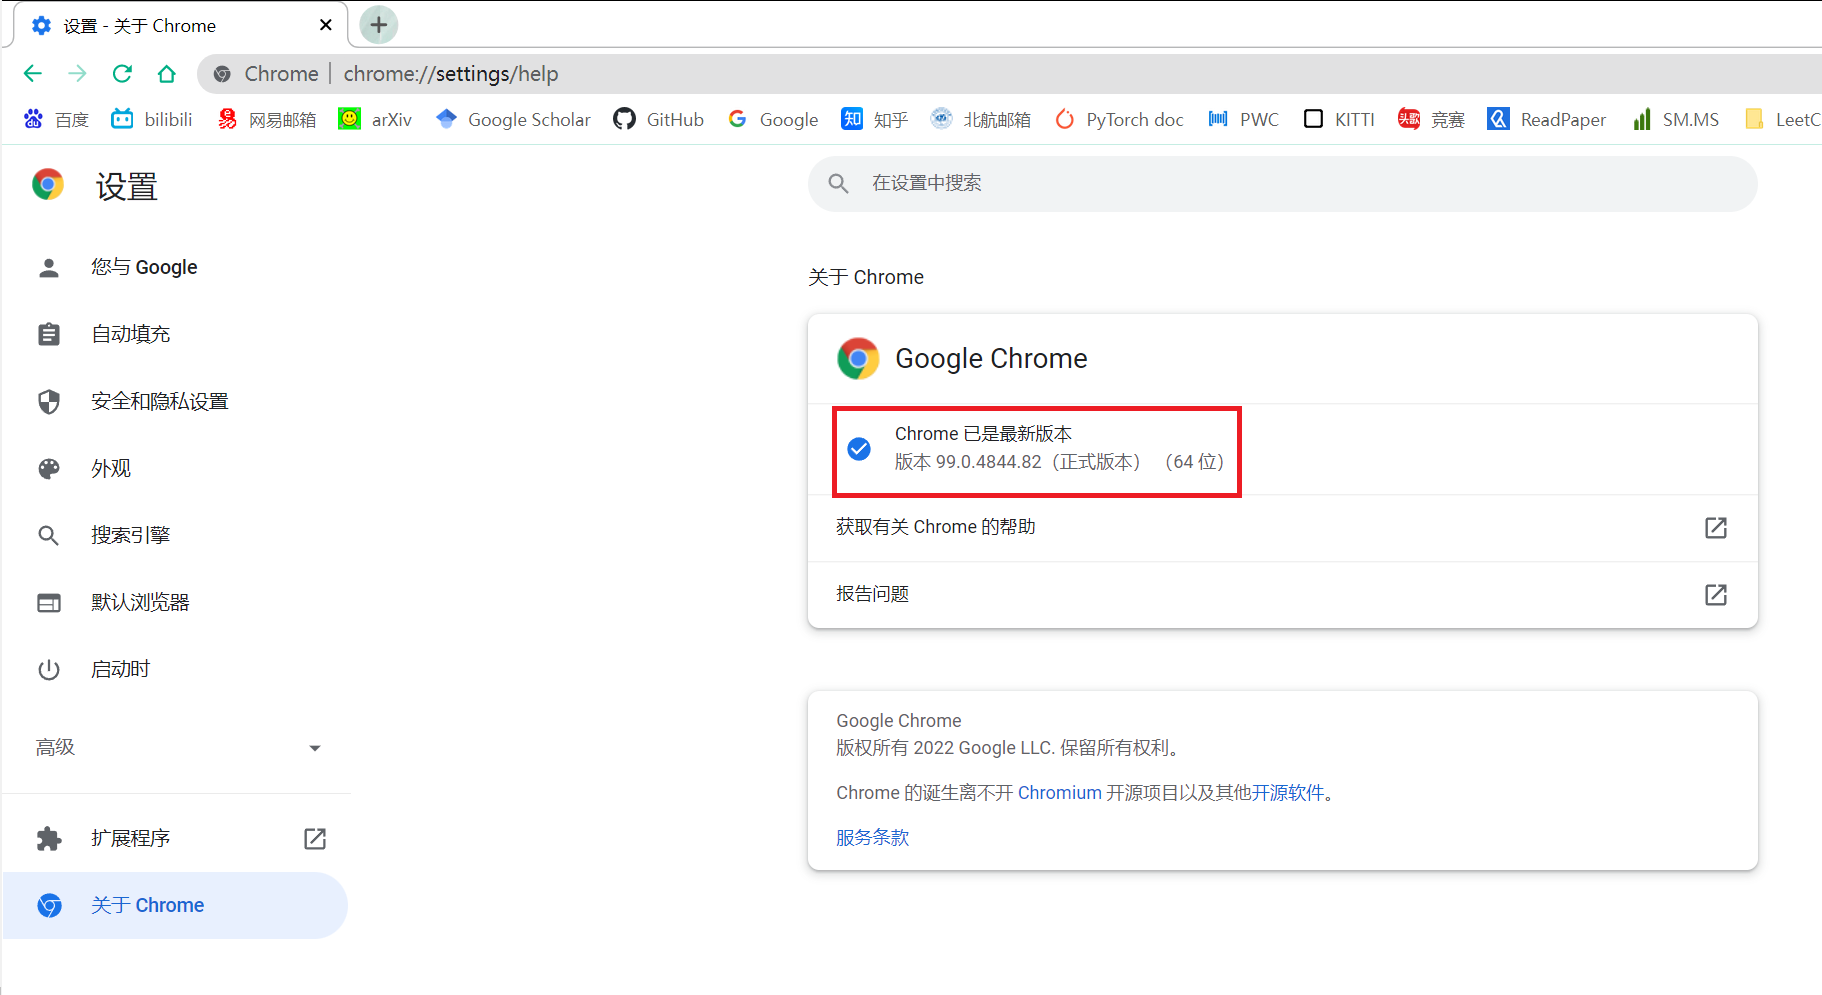 设置 - 关于 Chrome
Chrome | chrome://settings/help
百度 bilibili 网易邮箱 arXiv Google Scholar GitHub Google 知乎 北航邮箱 PyTorch doc PWC KITTI 竞赛 ReadPaper SM.MS LeetC
设置
在设置中搜索
您与 Google
自动填充
安全和隐私设置
外观
搜索引擎
默认浏览器
启动时
高级
扩展程序
关于 Chrome
关于 Chrome
Google Chrome
Chrome 已是最新版本
版本 99.0.4844.82（正式版本） （64 位）
获取有关 Chrome 的帮助
报告问题
Google Chrome
版权所有 2022 Google LLC. 保留所有权利。
Chrome 的诞生离不开 Chromium 开源项目以及其他开源软件。
服务条款